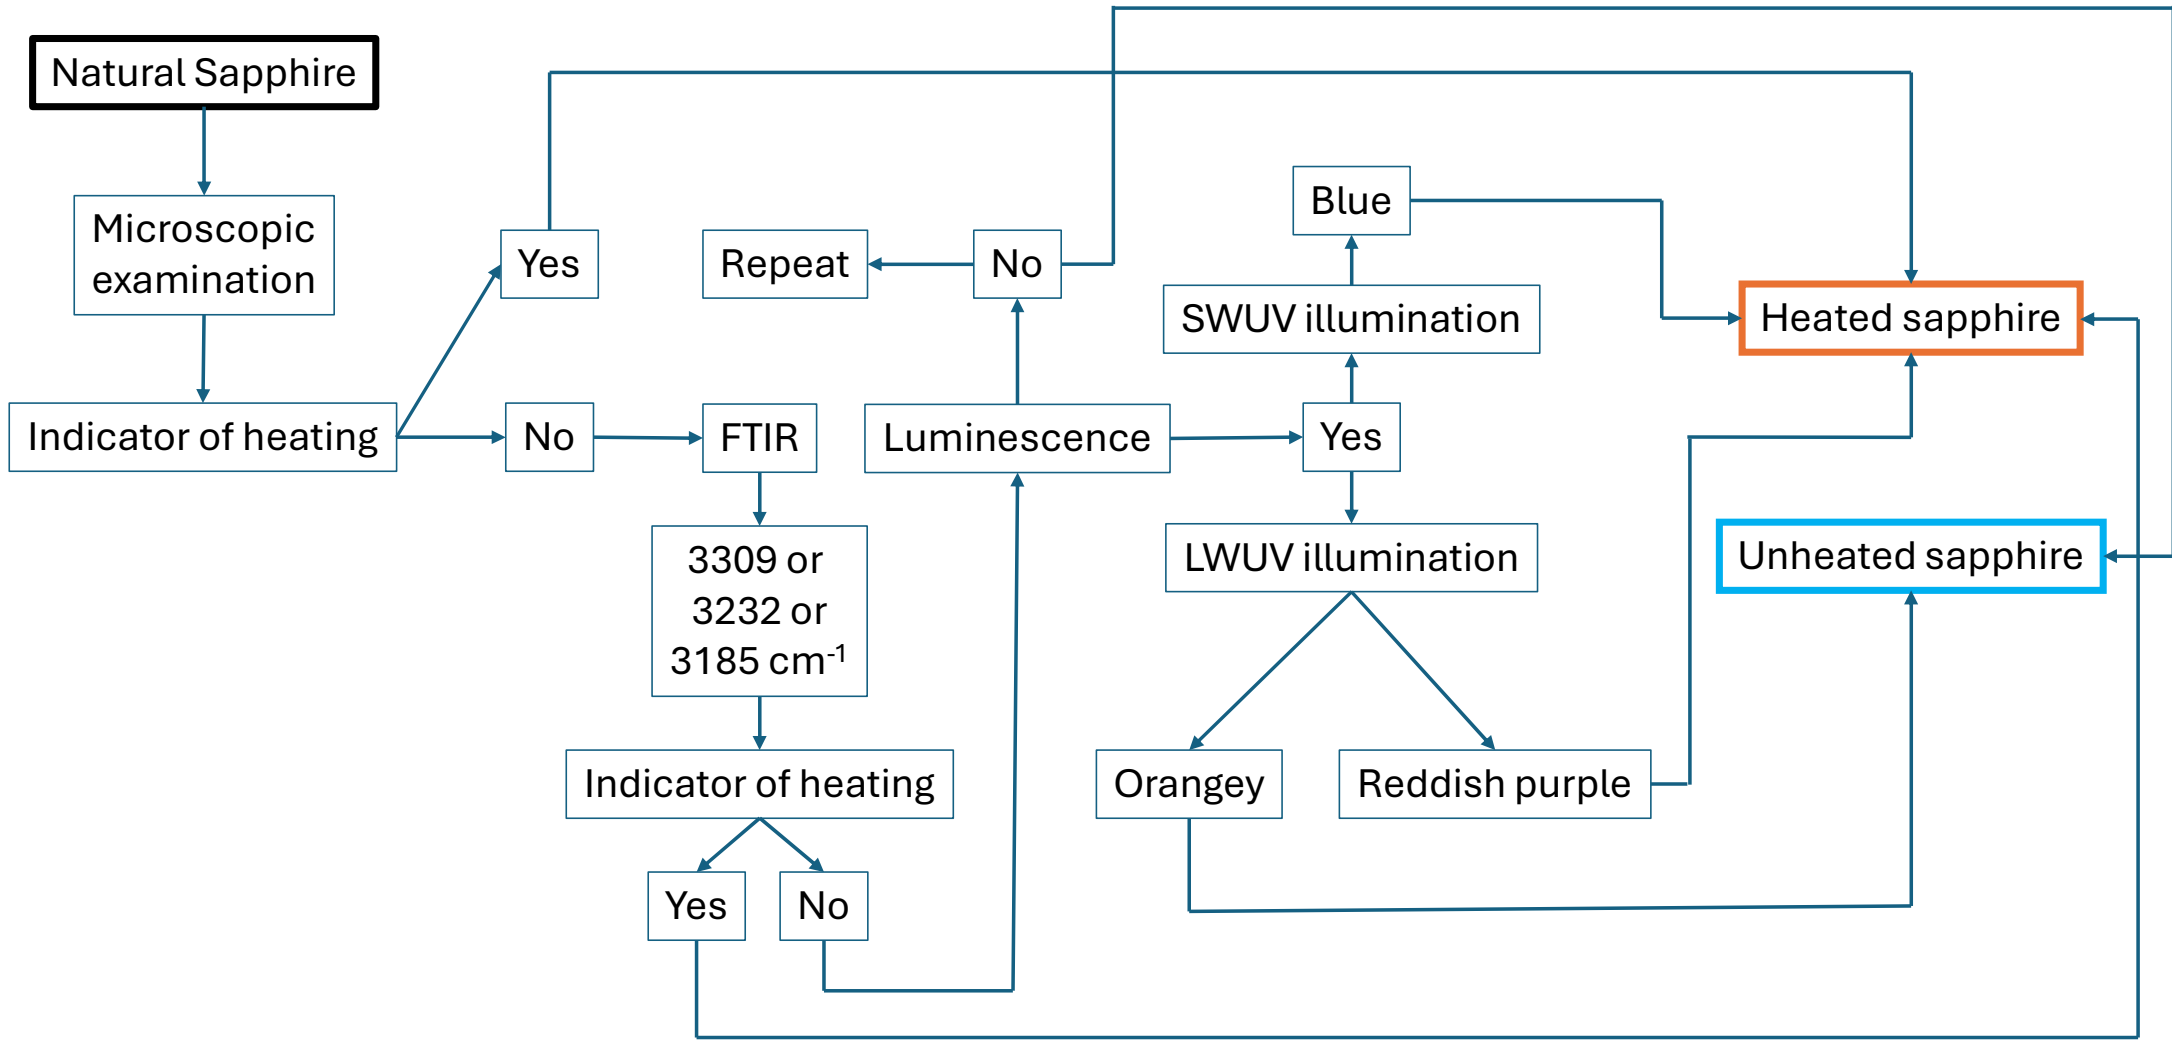 Natural Sapphire
Microscopic
examination
Indicator of heating
Yes
No
FTIR
3309 or
3232 or
3185 cm⁻¹
Indicator of heating
Yes
No
Luminescence
No
Repeat
Yes
SWUV illumination
Blue
LWUV illumination
Orangey
Reddish purple
Heated sapphire
Unheated sapphire